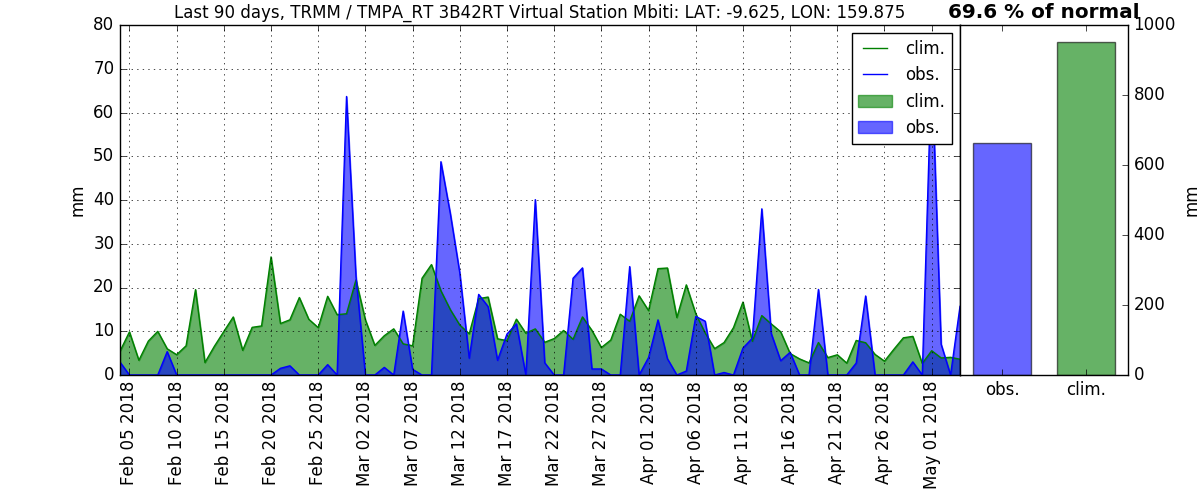 Last 90 days, TRMM / TMPA_RT 3B42RT Virtual Station Mbiti: LAT: -9.625, LON: 159.875
69.6 % of normal
80
70
60
50
40
30
20
10
0
mm
clim.
obs.
clim.
obs.
1000
800
600
400
200
0
mm
obs.
clim.
Feb 05 2018
Feb 10 2018
Feb 15 2018
Feb 20 2018
Feb 25 2018
Mar 02 2018
Mar 07 2018
Mar 12 2018
Mar 17 2018
Mar 22 2018
Mar 27 2018
Apr 01 2018
Apr 06 2018
Apr 11 2018
Apr 16 2018
Apr 21 2018
Apr 26 2018
May 01 2018